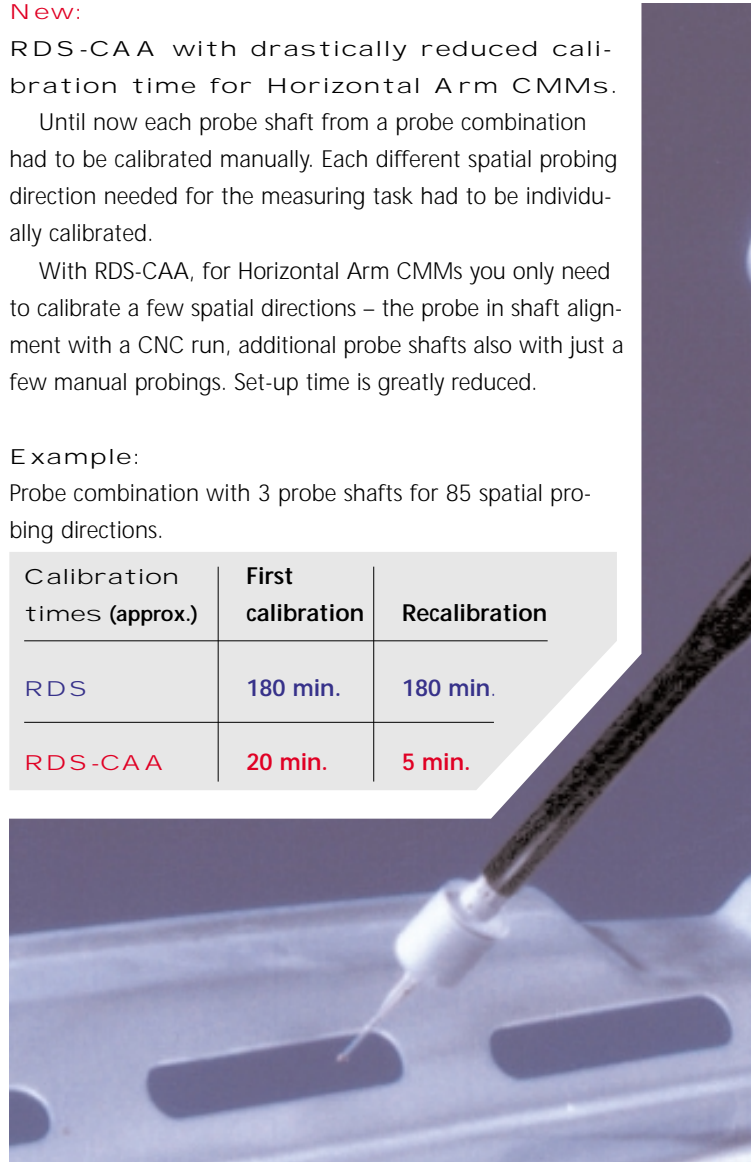 New:
RDS-CAA with drastically reduced cali-
bration time for Horizontal Arm CMMs.
Until now each probe shaft from a probe combination
had to be calibrated manually. Each different spatial probing
direction needed for the measuring task had to be individu-
ally calibrated.
With RDS-CAA, for Horizontal Arm CMMs you only need
to calibrate a few spatial directions – the probe in shaft align-
ment with a CNC run, additional probe shafts also with just a
few manual probings. Set-up time is greatly reduced.
Example:
Probe combination with 3 probe shafts for 85 spatial pro-
bing directions.
Calibration First
times (approx.) calibration Recalibration
RDS 180 min. 180 min.
RDS-CAA 20 min. 5 min.